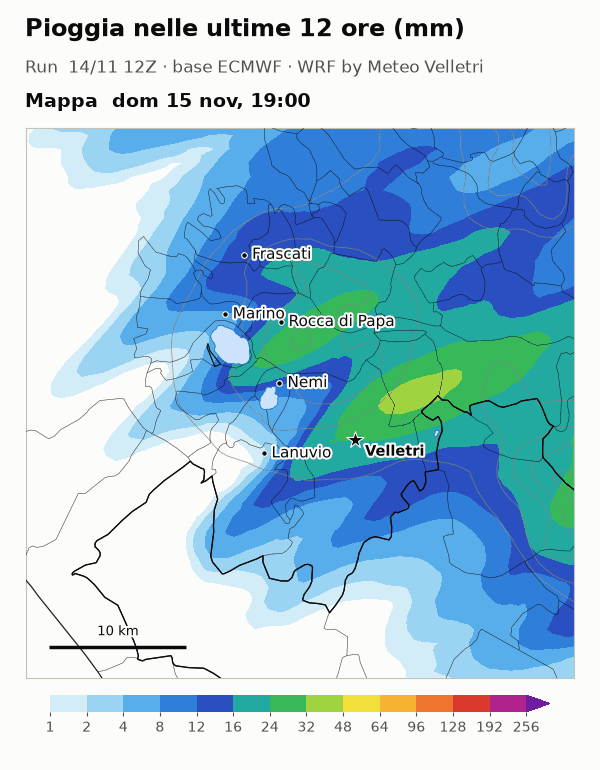 Pioggia nelle ultime 12 ore (mm)
Run  14/11 12Z · base ECMWF · WRF by Meteo Velletri
Mappa  dom 15 nov, 19:00
Frascati
Marino
Rocca di Papa
Nemi
Velletri
Lanuvio
10 km
1 2 4 8 12 16 24 32 48 64 96 128 192 256